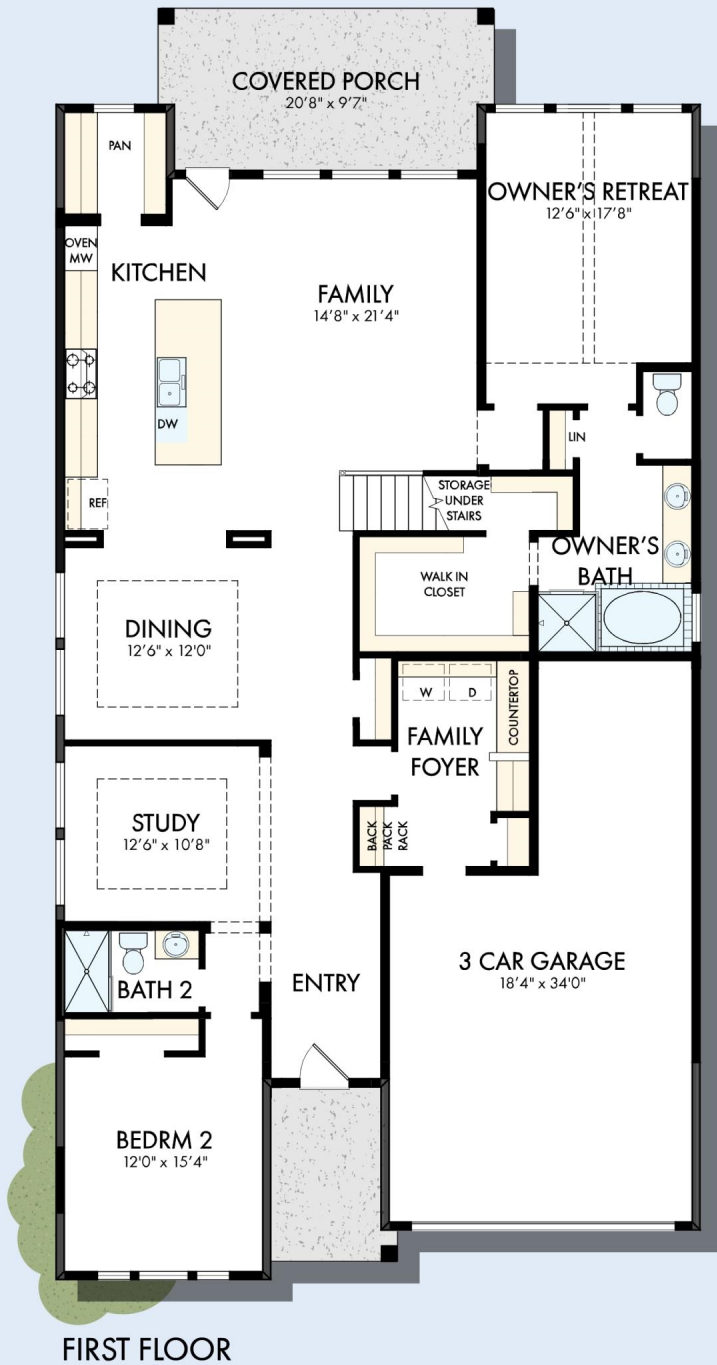 COVERED PORCH
20'8" x 9'7"
PAN
OWNER'S RETREAT
12'6" x 17'8"
OVEN
MW
KITCHEN
FAMILY
14'8" x 21'4"
DW
LIN
REF
STORAGE
UNDER
STAIRS
OWNER'S
BATH
WALK IN
CLOSET
DINING
12'6" x 12'0"
W
D
COUNTERTOP
FAMILY
FOYER
STUDY
12'6" x 10'8"
BACK
PACK
RACK
3 CAR GARAGE
18'4" x 34'0"
BATH 2
ENTRY
BEDRM 2
12'0" x 15'4"
FIRST FLOOR